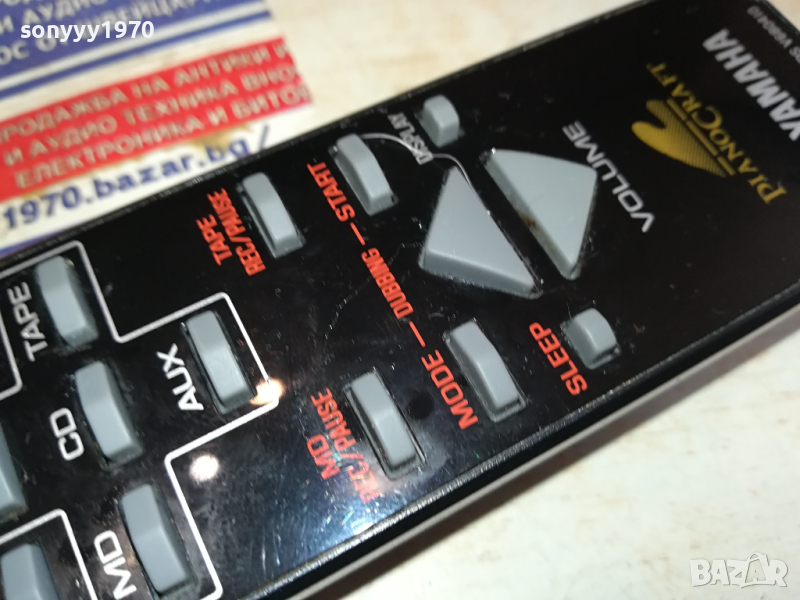 sonyyy1970
И АУДИО
ПРОДАЖБА НА АНТИКИ И
И АУДИО ТЕХНИКА ВНОС
ЕЛЕКТРОНИКА И БИТОВ
1970.bazar.bg/
YAMAHA
PIANOCRAFT
VOLUME
DISPLAY
SLEEP
START
DUBBING
MODE
TAPE
REC/PAUSE
MD
REC/PAUSE
AUX
TAPE
CD
MD
BAZAR